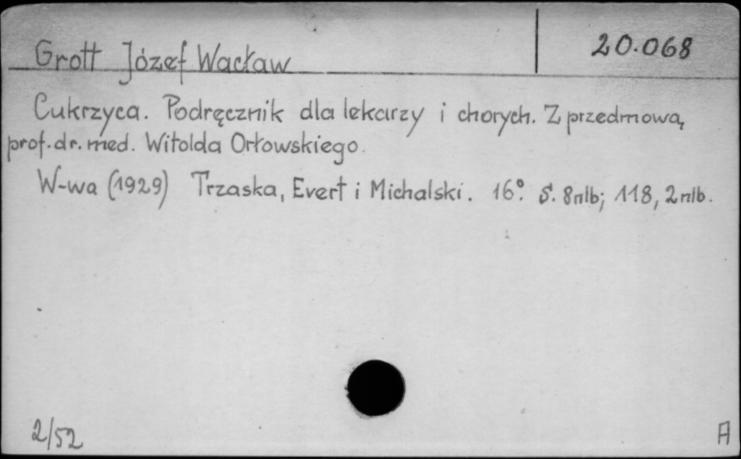 Grott Józef Wacław
20.068
Cukrzyca. Podręcznik dla lekarzy i chorych. Z przedmową
prof. dr. med. Witolda Orłowskiego.
W-wa (1929) Trzaska, Evert i Michalski. 16° S. 8nlb; 118, 2nlb.
2/52
A